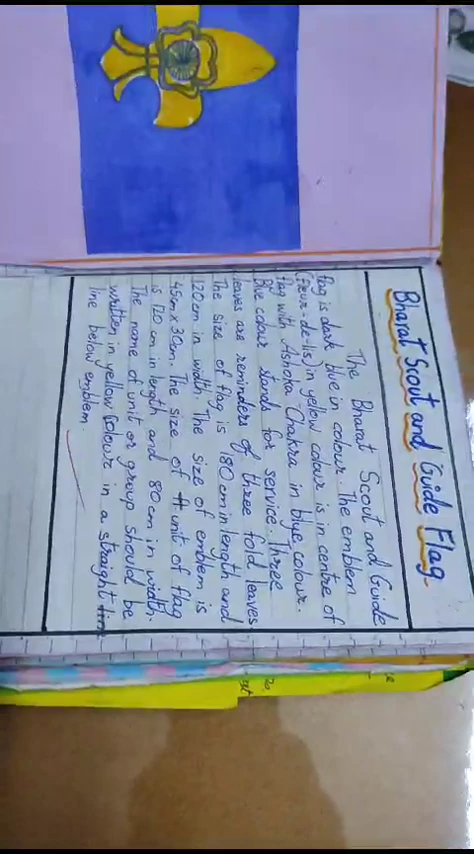 Bharat Scout and Guide Flag
The Bharat Scout and Guide
flag is dark blue in colour. The emblem
(Fleur-de-lis) in yellow colour is in centre of
flag with Ashoka Chakra in blue colour.
Blue colour stands for service. Three
leaves are reminders of three fold leaves
The size of flag is 180 cm in length and
120 cm in width. The size of emblem is
45cm x 30cm. the size of unit of flag
is 120 cm in length and 80 cm in width.
The name of unit or group should be
written in yellow colour in a straight
line below emblem